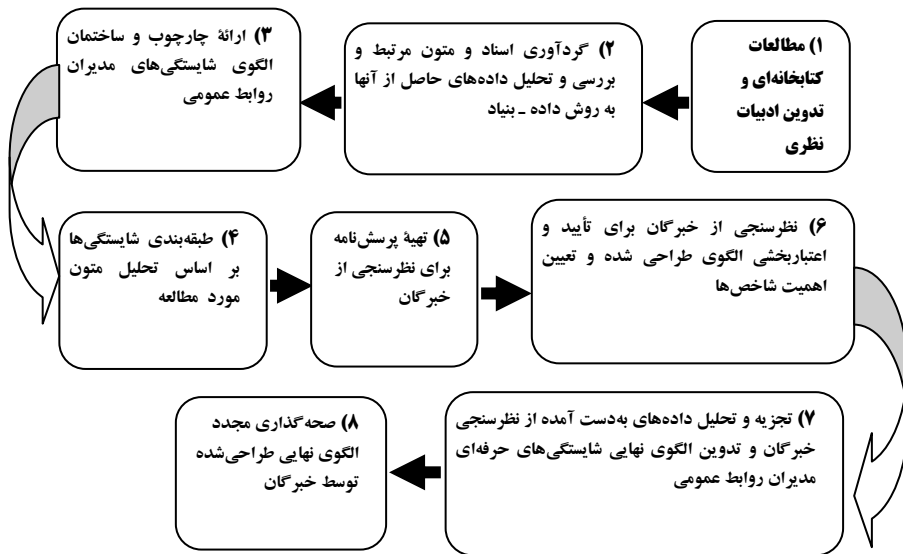 ۱) مطالعات
کتابخانه‌ای و
تدوین ادبیات
نظری
۲) گردآوری اسناد و متون مرتبط و
بررسی و تحلیل داده‌های حاصل از آنها
به روش داده ـ بنیاد
۳) ارائهٔ چارچوب و ساختمان
الگوی شایستگی‌های مدیران
روابط عمومی
۴) طبقه‌بندی شایستگی‌ها
بر اساس تحلیل متون
مورد مطالعه
۵) تهیهٔ پرسش‌نامه
برای نظرسنجی از
خبرگان
۶) نظرسنجی از خبرگان برای تأیید و
اعتباربخشی الگوی طراحی شده و تعیین
اهمیت شاخص‌ها
۷) تجزیه و تحلیل داده‌های به‌دست آمده از نظرسنجی
خبرگان و تدوین الگوی نهایی شایستگی‌های حرفه‌ای
مدیران روابط عمومی
۸) صحه‌گذاری مجدد
الگوی نهایی طراحی‌شده
توسط خبرگان